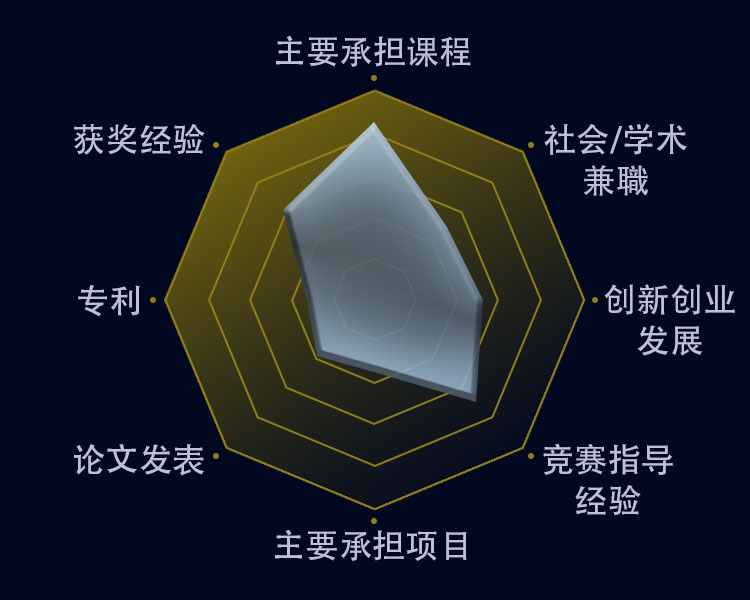 主要承担课程
获奖经验
社会/学术
兼職
专利
创新创业
发展
论文发表
竞赛指导
经验
主要承担项目